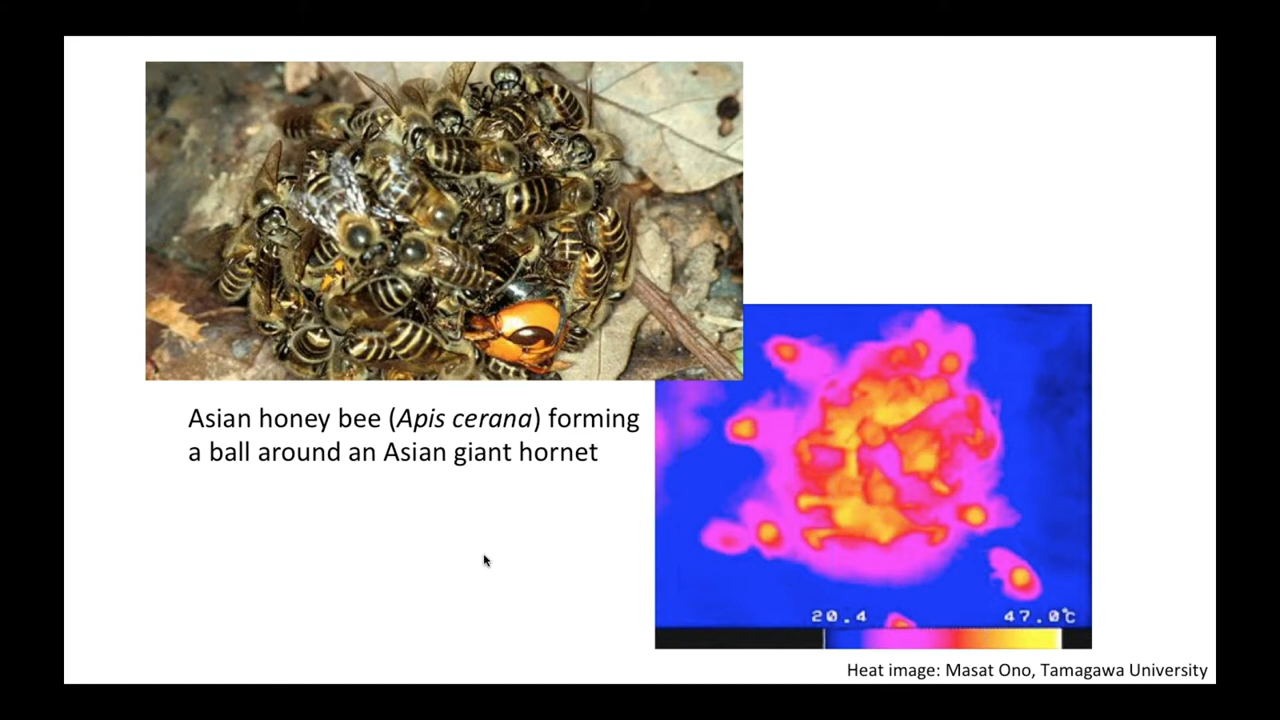 Asian honey bee (Apis cerana) forming
a ball around an Asian giant hornet
20.4 47.0°C
Heat image: Masat Ono, Tamagawa University